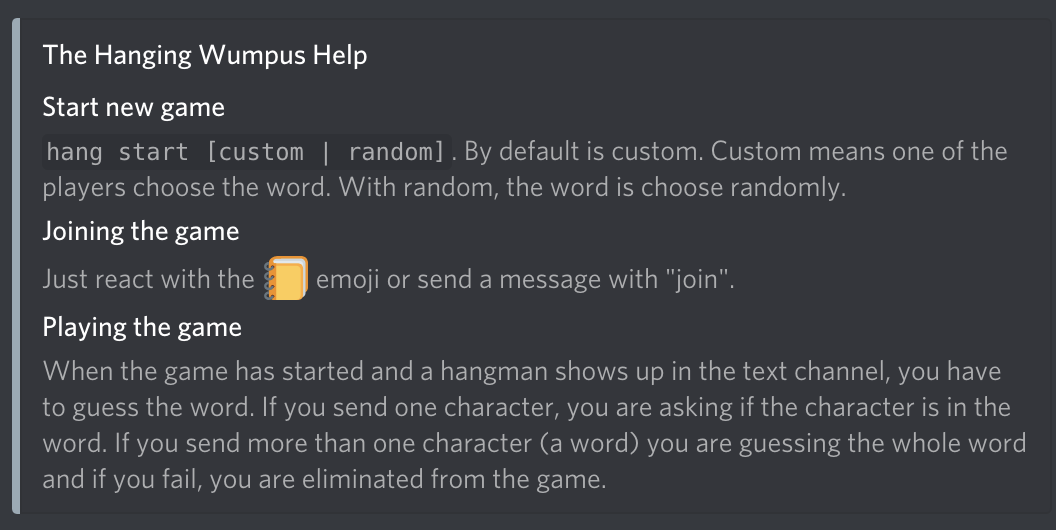 The Hanging Wumpus Help
Start new game
hang start [custom | random]. By default is custom. Custom means one of the
players choose the word. With random, the word is choose randomly.
Joining the game
Just react with the 📒 emoji or send a message with "join".
Playing the game
When the game has started and a hangman shows up in the text channel, you have
to guess the word. If you send one character, you are asking if the character is in the
word. If you send more than one character (a word) you are guessing the whole word
and if you fail, you are eliminated from the game.